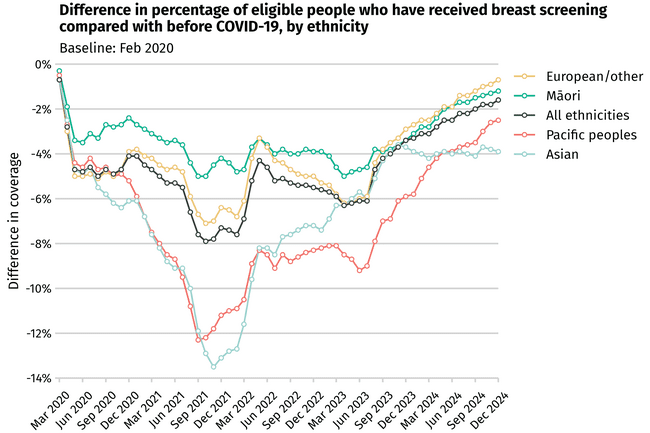 Difference in percentage of eligible people who have received breast screening
compared with before COVID-19, by ethnicity
Baseline: Feb 2020
Difference in coverage
0%
-2%
-4%
-6%
-8%
-10%
-12%
-14%
European/other
Māori
All ethnicities
Pacific peoples
Asian
Mar 2020
Jun 2020
Sep 2020
Dec 2020
Mar 2021
Jun 2021
Sep 2021
Dec 2021
Mar 2022
Jun 2022
Sep 2022
Dec 2022
Mar 2023
Jun 2023
Sep 2023
Dec 2023
Mar 2024
Jun 2024
Sep 2024
Dec 2024